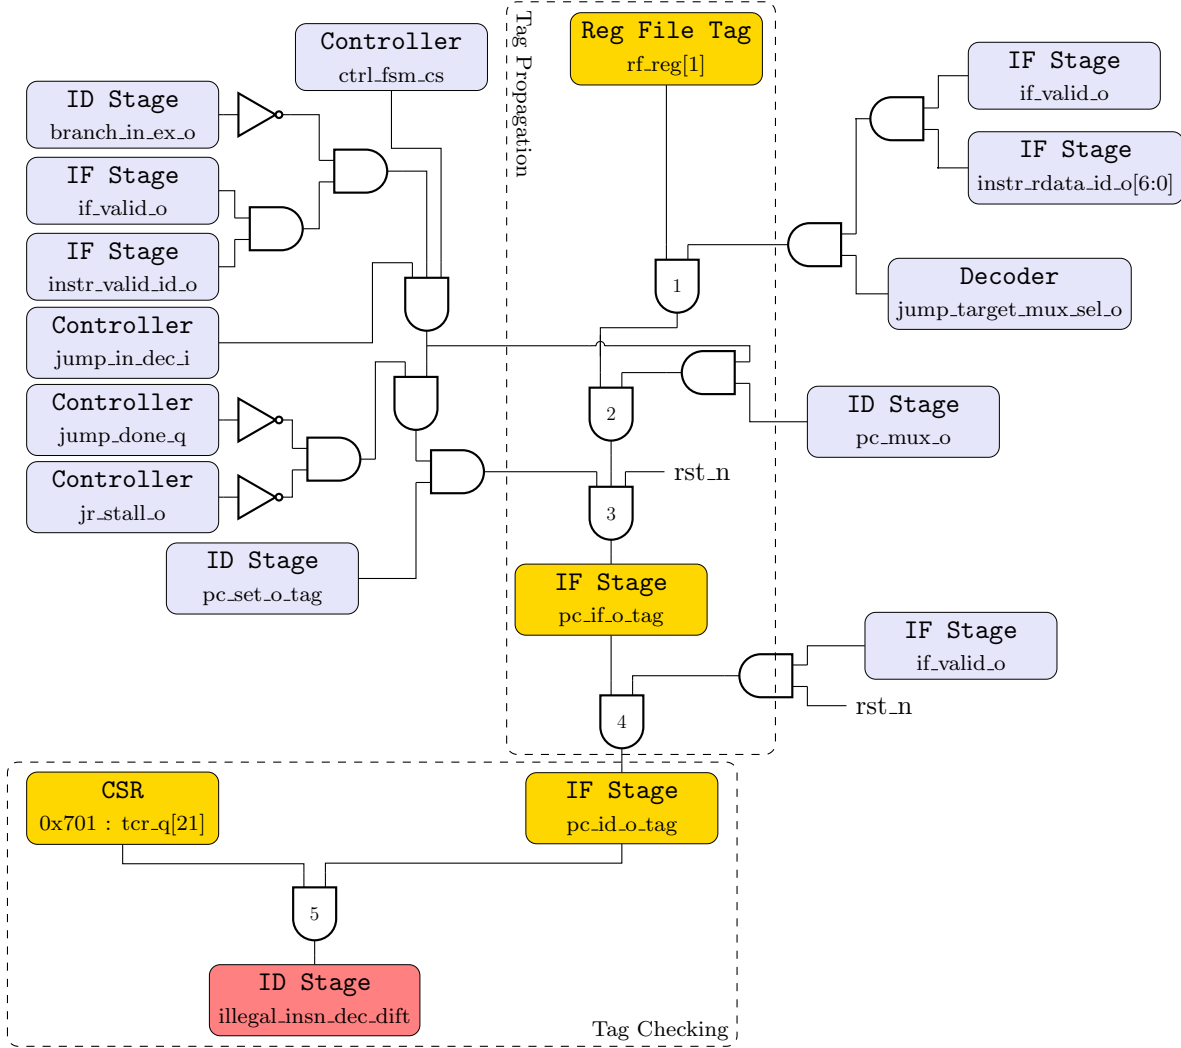 Controller
ctrl_fsm_cs
Tag Propagation
Reg File Tag
rf_reg[1]
IF Stage
if_valid_o
ID Stage
branch_in_ex_o
IF Stage
instr_rdata_id_o[6:0]
IF Stage
if_valid_o
IF Stage
instr_valid_id_o
Decoder
jump_target_mux_sel_o
1
Controller
jump_in_dec_i
Controller
jump_done_q
2
ID Stage
pc_mux_o
Controller
jr_stall_o
rst_n
3
ID Stage
pc_set_o_tag
IF Stage
pc_if_o_tag
IF Stage
if_valid_o
rst_n
4
CSR
0x701 : tcr_q[21]
IF Stage
pc_id_o_tag
5
ID Stage
illegal_insn_dec_dift
Tag Checking